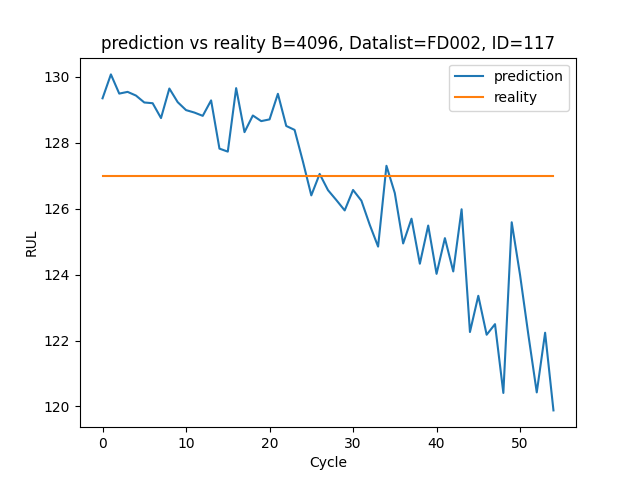 prediction vs reality B=4096, Datalist=FD002, ID=117
prediction
reality
RUL
130
128
126
124
122
120
0 10 20 30 40 50
Cycle